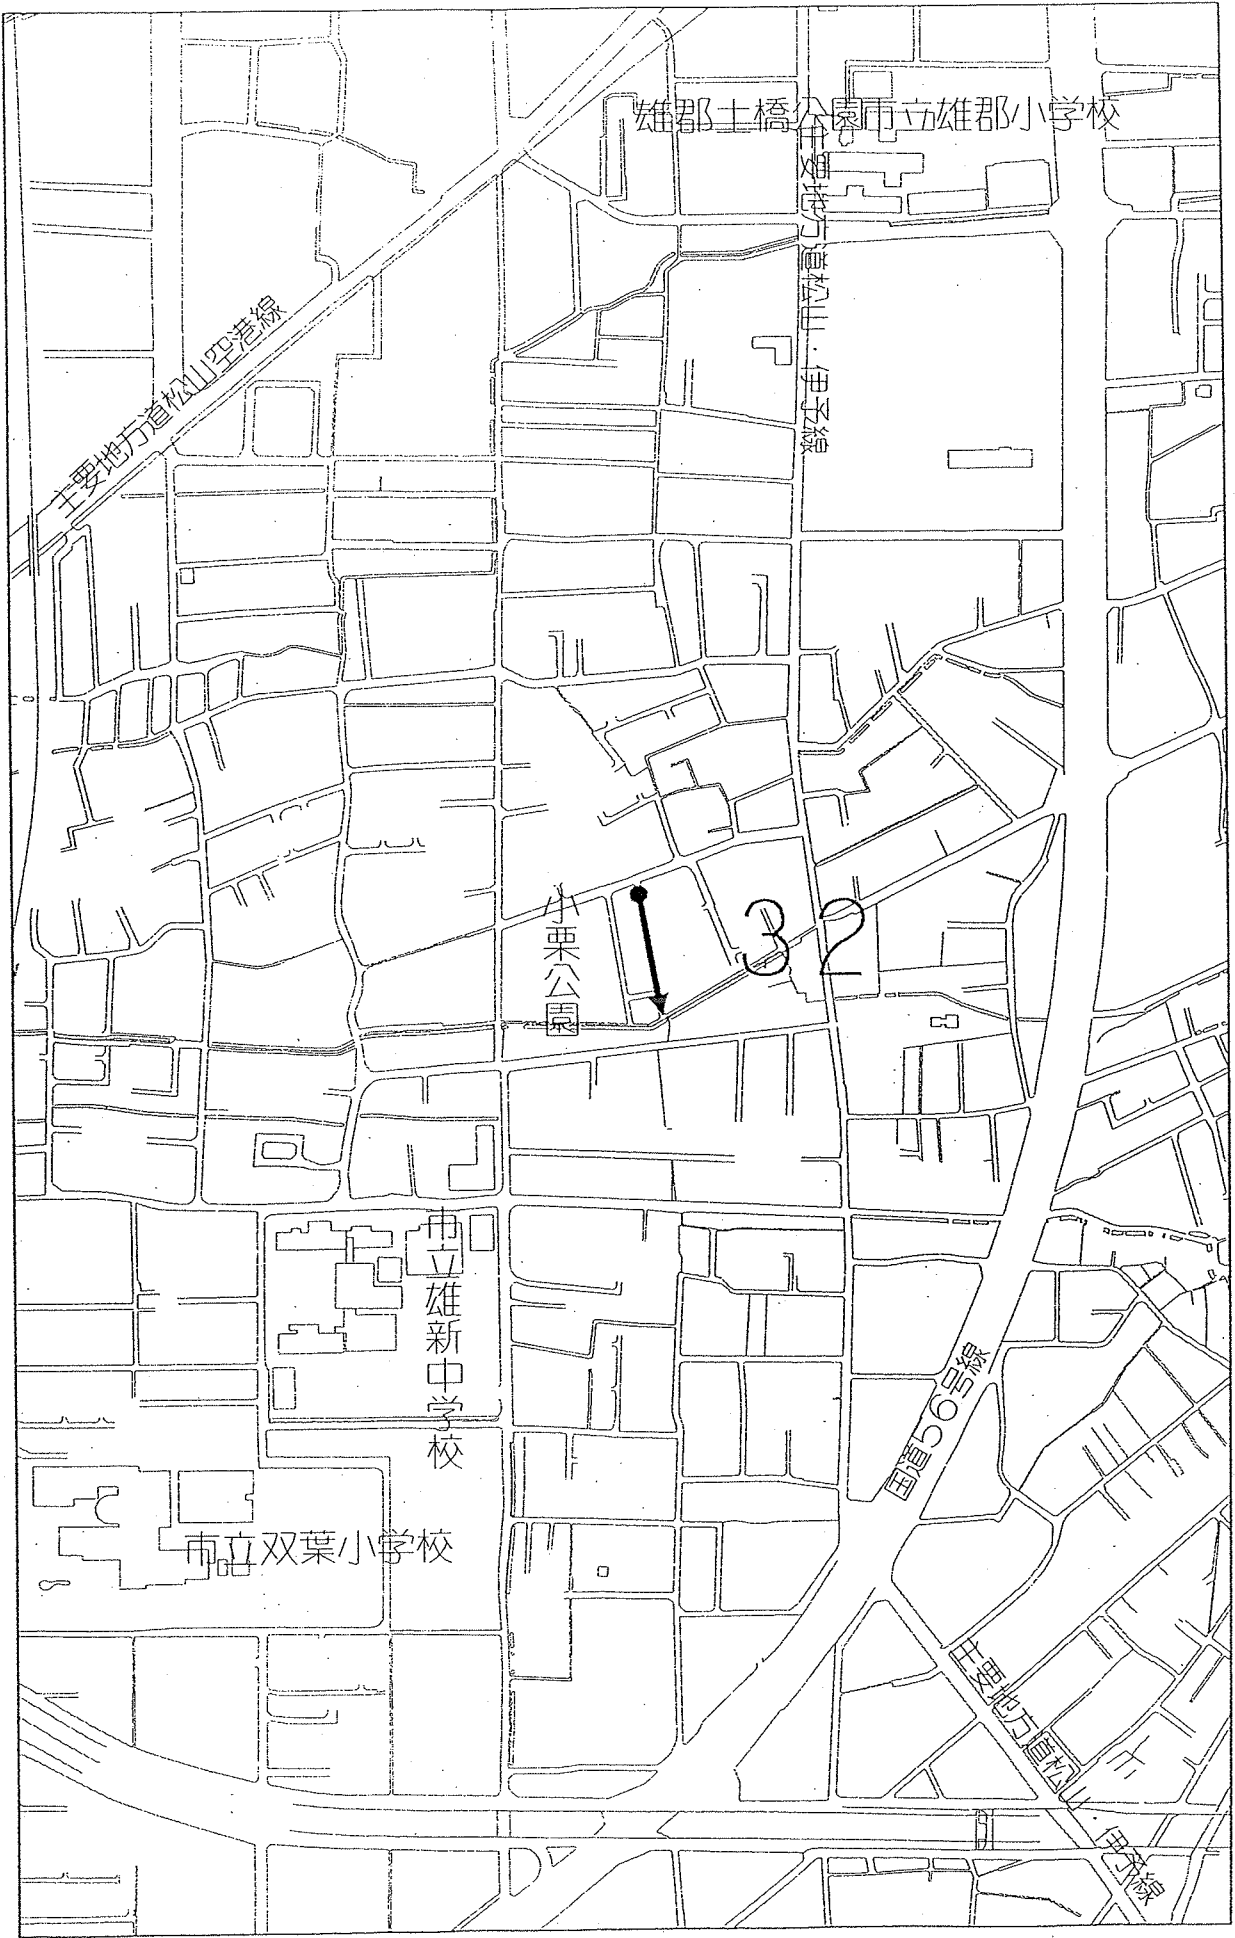 雄郡土橋公園市立雄郡小学校
主要地方道松山・伊予線
主要地方道松山空港線
小栗公園
32
市立雄新中学校
国道56号線
市立双葉小学校
主要地方道松山・伊予線